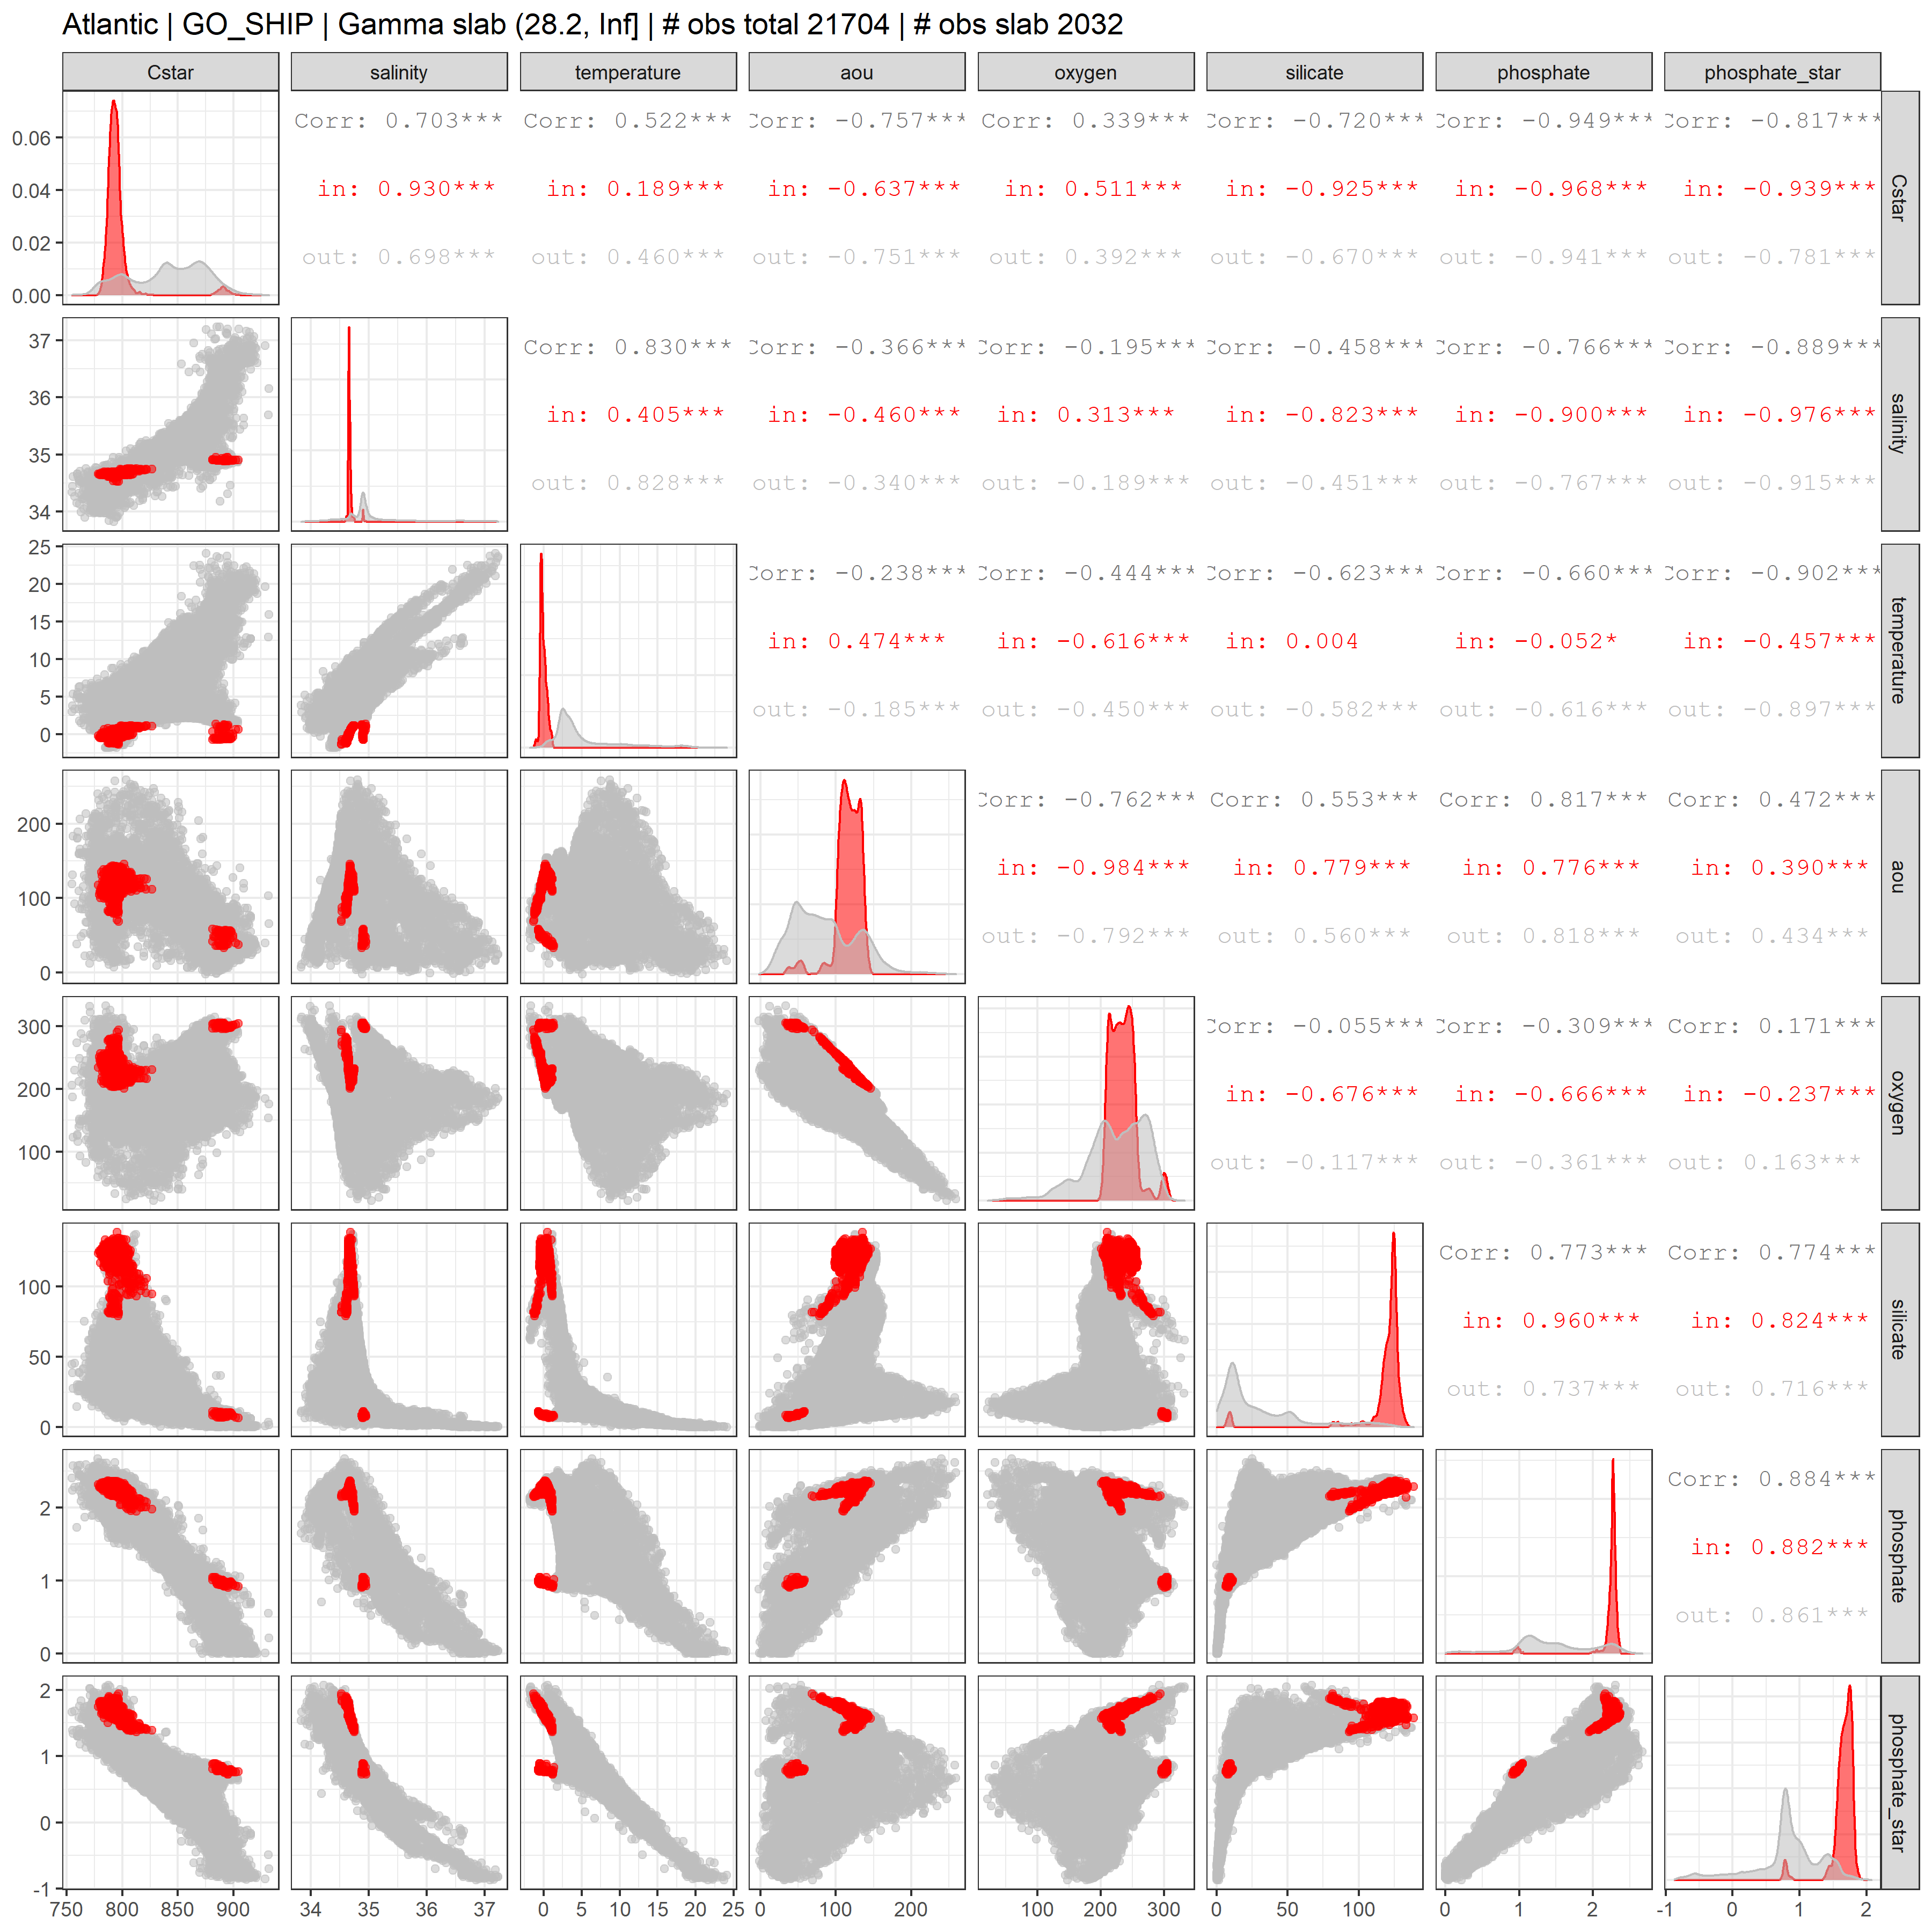 Atlantic | GO_SHIP | Gamma slab (28.2, Inf] | # obs total 21704 | # obs slab 2032
Cstar salinity temperature aou oxygen silicate phosphate phosphate_star
Corr: 0.703*** Corr: 0.522*** Corr: -0.757*** Corr: 0.339*** Corr: -0.720*** Corr: -0.949*** Corr: -0.817***
0.06
in: 0.930*** in: 0.189*** in: -0.637*** in: 0.511*** in: -0.925*** in: -0.968*** in: -0.939*** Cstar
0.04
0.02
out: 0.698*** out: 0.460*** out: -0.751*** out: 0.392*** out: -0.670*** out: -0.941*** out: -0.781***
0.00
37
Corr: 0.830*** Corr: -0.366*** Corr: -0.195*** Corr: -0.458*** Corr: -0.766*** Corr: -0.889***
36
in: 0.405*** in: -0.460*** in: 0.313*** in: -0.823*** in: -0.900*** in: -0.976*** salinity
35
out: 0.828*** out: -0.340*** out: -0.189*** out: -0.451*** out: -0.767*** out: -0.915***
34
25
Corr: -0.238*** Corr: -0.444*** Corr: -0.623*** Corr: -0.660*** Corr: -0.902***
20
15
in: 0.474*** in: -0.616*** in: 0.004 in: -0.052* in: -0.457*** temperature
10
5
out: -0.185*** out: -0.450*** out: -0.582*** out: -0.616*** out: -0.897***
0
Corr: -0.762*** Corr: 0.553*** Corr: 0.817*** Corr: 0.472***
200
in: -0.984*** in: 0.779*** in: 0.776*** in: 0.390*** aou
100
out: -0.792*** out: 0.560*** out: 0.818*** out: 0.434***
0
300
Corr: -0.055*** Corr: -0.309*** Corr: 0.171***
200
in: -0.676*** in: -0.666*** in: -0.237*** oxygen
100
out: -0.117*** out: -0.361*** out: 0.163***
Corr: 0.773*** Corr: 0.774***
100
in: 0.960*** in: 0.824*** silicate
50
out: 0.737*** out: 0.716***
0
Corr: 0.884***
2
in: 0.882*** phosphate
1
out: 0.861***
0
2
1
phosphate_star
0
-1
750 800 850 900 34 35 36 37 0 5 10 15 20 25 0 100 200 100 200 300 0 50 100 0 1 2 -1 0 1 2